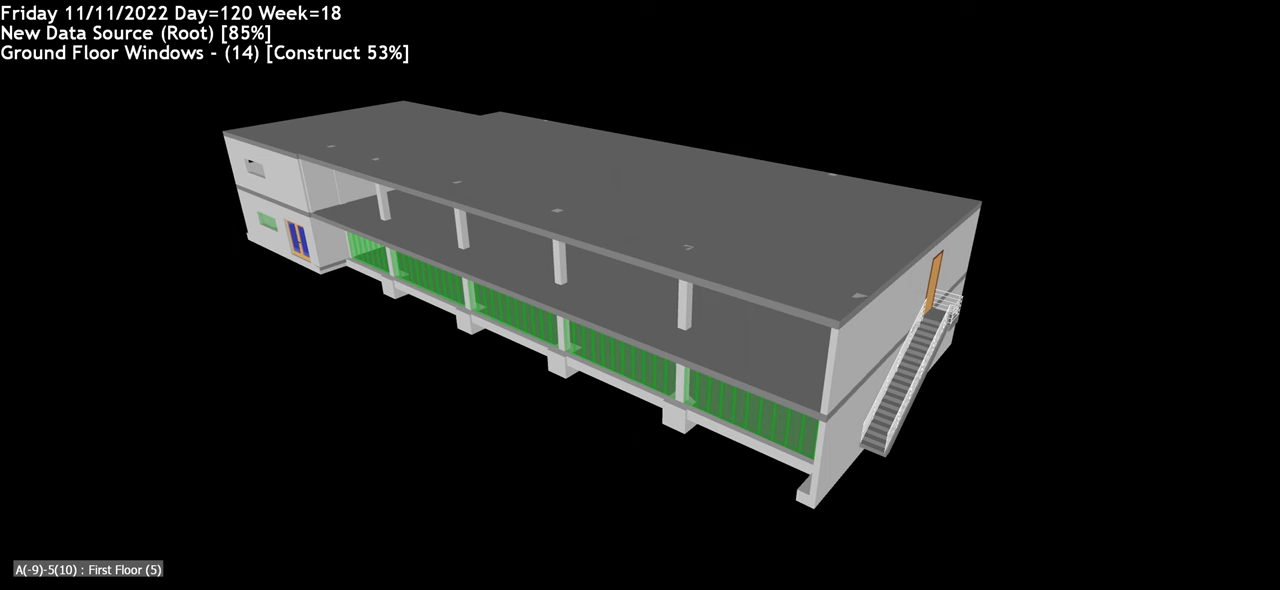 Friday 11/11/2022 Day=120 Week=18
New Data Source (Root) [85%]
Ground Floor Windows - (14) [Construct 53%]
A(-9)-5(10) : First Floor (5)